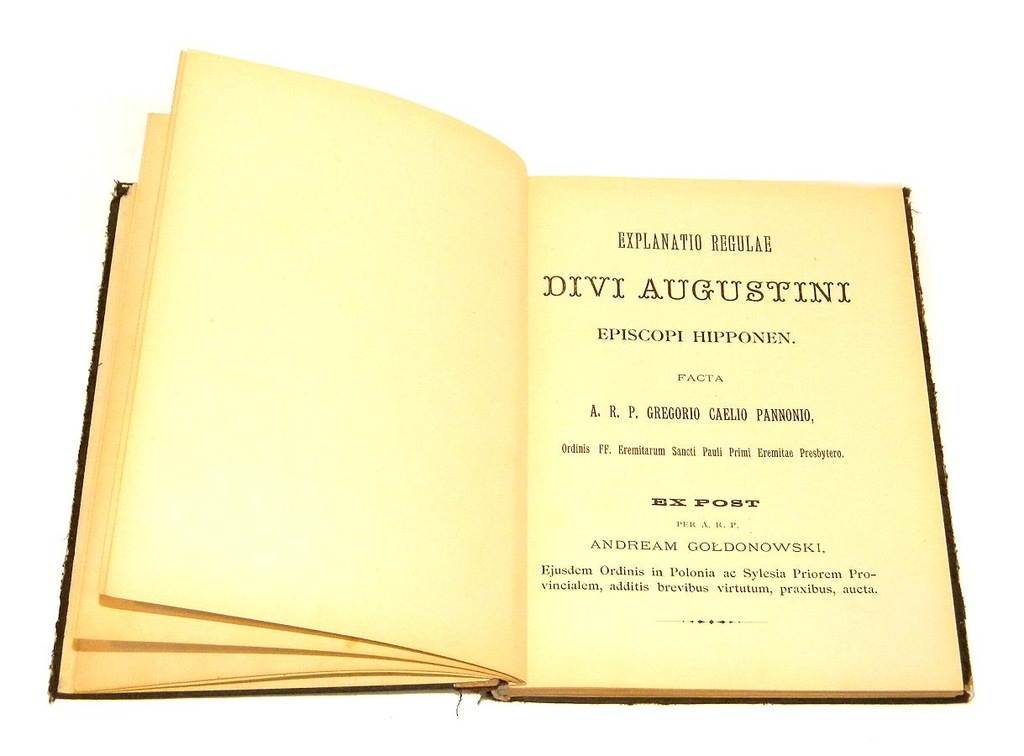 EXPLANATIO REGULAE
DIVI AUGUSTINI
EPISCOPI HIPPONEN.
FACTA
A. R. P. GREGORIO CAELIO PANNONIO,
Ordinis FF. Eremitarum Sancti Pauli Primi Eremitae Presbytero.
EX POST
PER A. R. P.
ANDREAM GOŁDONOWSKI,
Ejusdem Ordinis in Polonia ac Sylesia Priorem Pro-
vincialem, additis brevibus virtutum, praxibus, aucta.